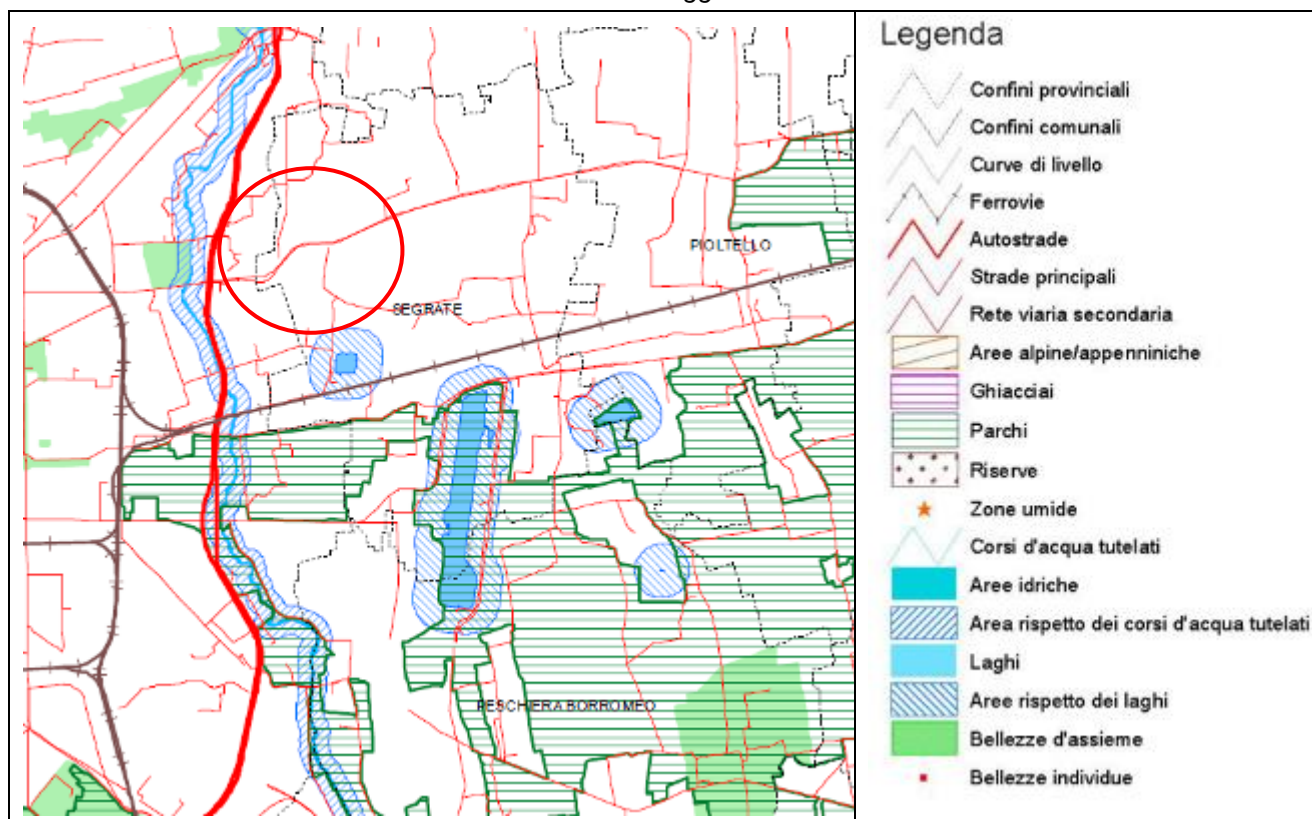 PIOLTELLO
SEGRATE
PESCHIERA BORROMEO
Legenda
Confini provinciali
Confini comunali
Curve di livello
Ferrovie
Autostrade
Strade principali
Rete viaria secondaria
Aree alpine/appenniniche
Ghiacciai
Parchi
Riserve
Zone umide
Corsi d'acqua tutelati
Aree idriche
Area rispetto dei corsi d'acqua tutelati
Laghi
Aree rispetto dei laghi
Bellezze d'assieme
Bellezze individue